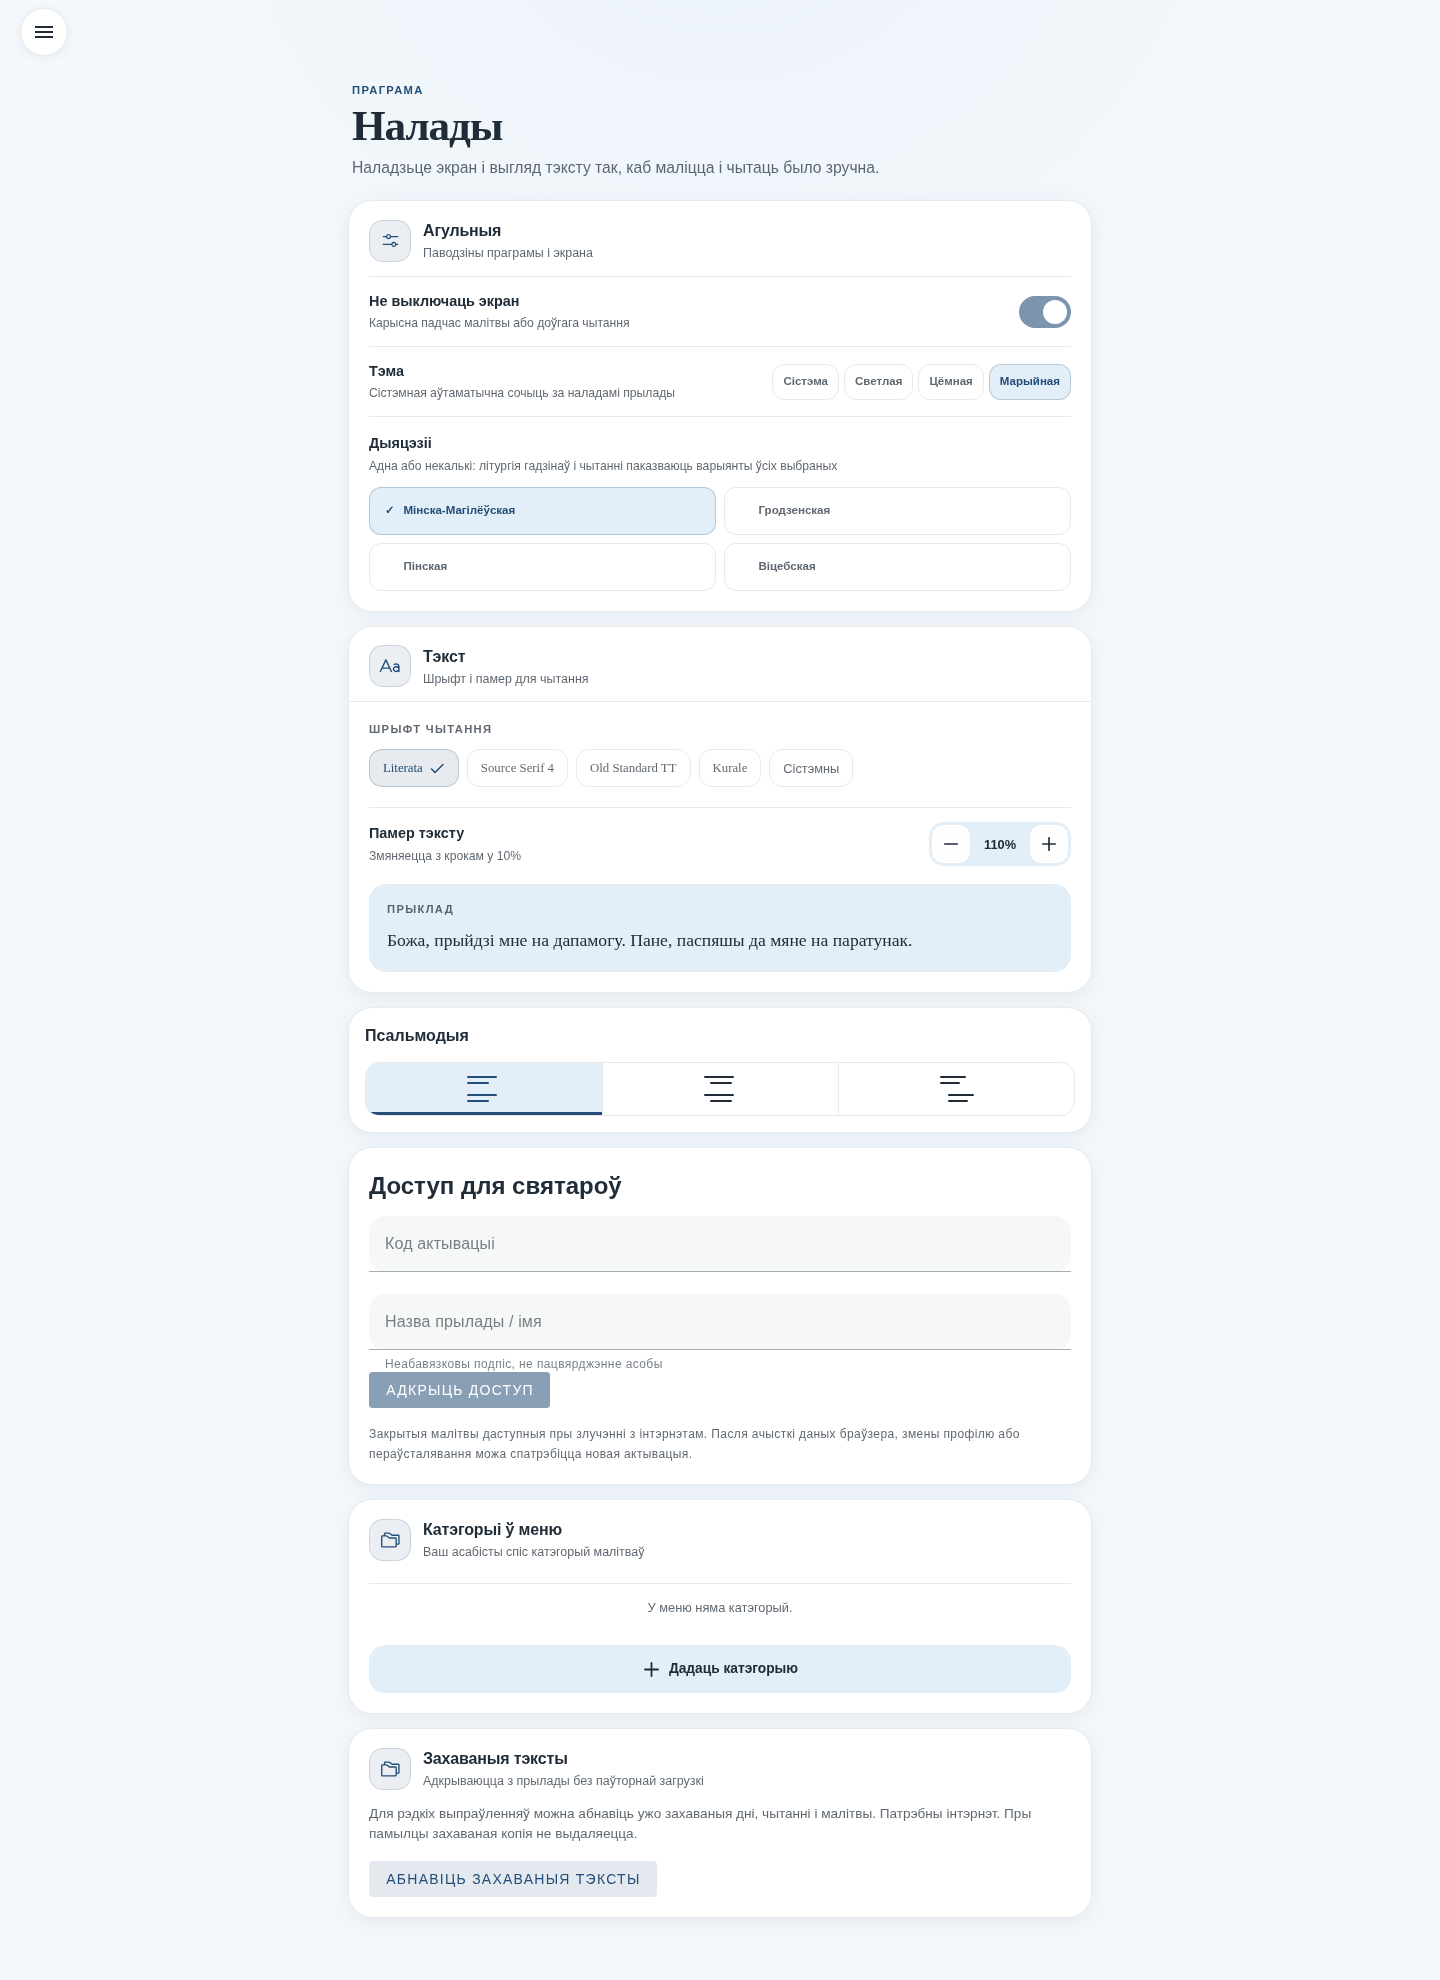 ПРАГРАМА
Налады
Наладзьце экран і выгляд тэксту так, каб маліцца і чытаць было зручна.
Агульныя
Паводзіны праграмы і экрана
Не выключаць экран
Карысна падчас малітвы або доўгага чытання
Тэма
Сістэмная аўтаматычна сочыць за наладамі прылады
Сістэма Светлая Цёмная Марыйная
Дыяцэзіі
Адна або некалькі: літургія гадзінаў і чытанні паказваюць варыянты ўсіх выбраных
✓ Мінска-Магілёўская Гродзенская
Пінская Віцебская
Тэкст
Шрыфт і памер для чытання
ШРЫФТ ЧЫТАННЯ
Literata Source Serif 4 Old Standard TT Kurale Сістэмны
Памер тэксту
Змяняецца з крокам у 10%
110%
ПРЫКЛАД
Божа, прыйдзі мне на дапамогу. Пане, паспяшы да мяне на паратунак.
Псальмодыя
Доступ для святароў
Код актывацыі
Назва прылады / імя
Неабавязковы подпіс, не пацвярджэнне асобы
АДКРЫЦЬ ДОСТУП
Закрытыя малітвы даступныя пры злучэнні з інтэрнэтам. Пасля ачысткі даных браўзера, змены профілю або
пераўсталявання можа спатрэбіцца новая актывацыя.
Катэгорыі ў меню
Ваш асабісты спіс катэгорый малітваў
У меню няма катэгорый.
Дадаць катэгорыю
Захаваныя тэксты
Адкрываюцца з прылады без паўторнай загрузкі
Для рэдкіх выпраўленняў можна абнавіць ужо захаваныя дні, чытанні і малітвы. Патрэбны інтэрнэт. Пры
памылцы захаваная копія не выдаляецца.
АБНАВІЦЬ ЗАХАВАНЫЯ ТЭКСТЫ